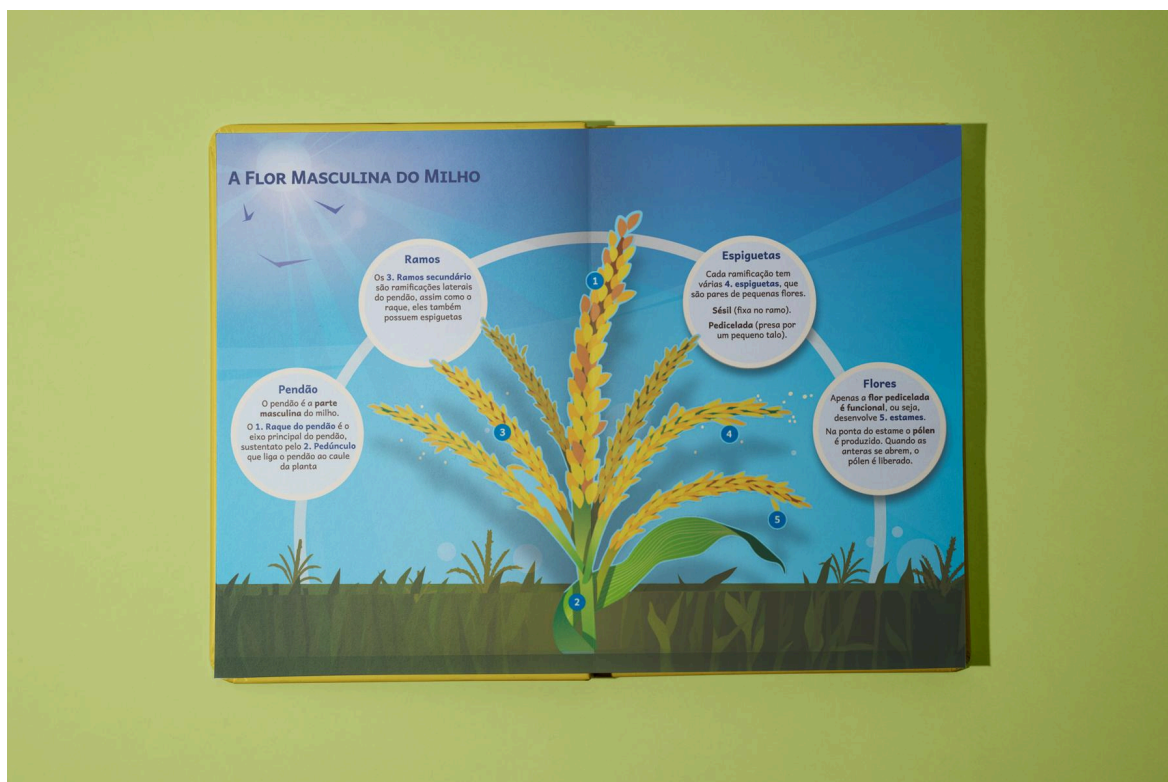 A Flor Masculina do Milho
Pendão
O pendão é a parte
masculina do milho.
O 1. Raque do pendão é o
eixo principal do pendão,
sustentato pelo 2. Pedúnculo
que liga o pendão ao caule
da planta
Ramos
Os 3. Ramos secundário
são ramificações laterais
do pendão, assim como o
raque, eles também
possuem espiguetas
Espiguetas
Cada ramificação tem
várias 4. espiguetas, que
são pares de pequenas flores.
Sésil (fixa no ramo).
Pedicelada (presa por
um pequeno talo).
Flores
Apenas a flor pedicelada
é funcional, ou seja,
desenvolve 5. estames.
Na ponta do estame o pólen
é produzido. Quando as
anteras se abrem, o
pólen é liberado.
1
3
4
5
2